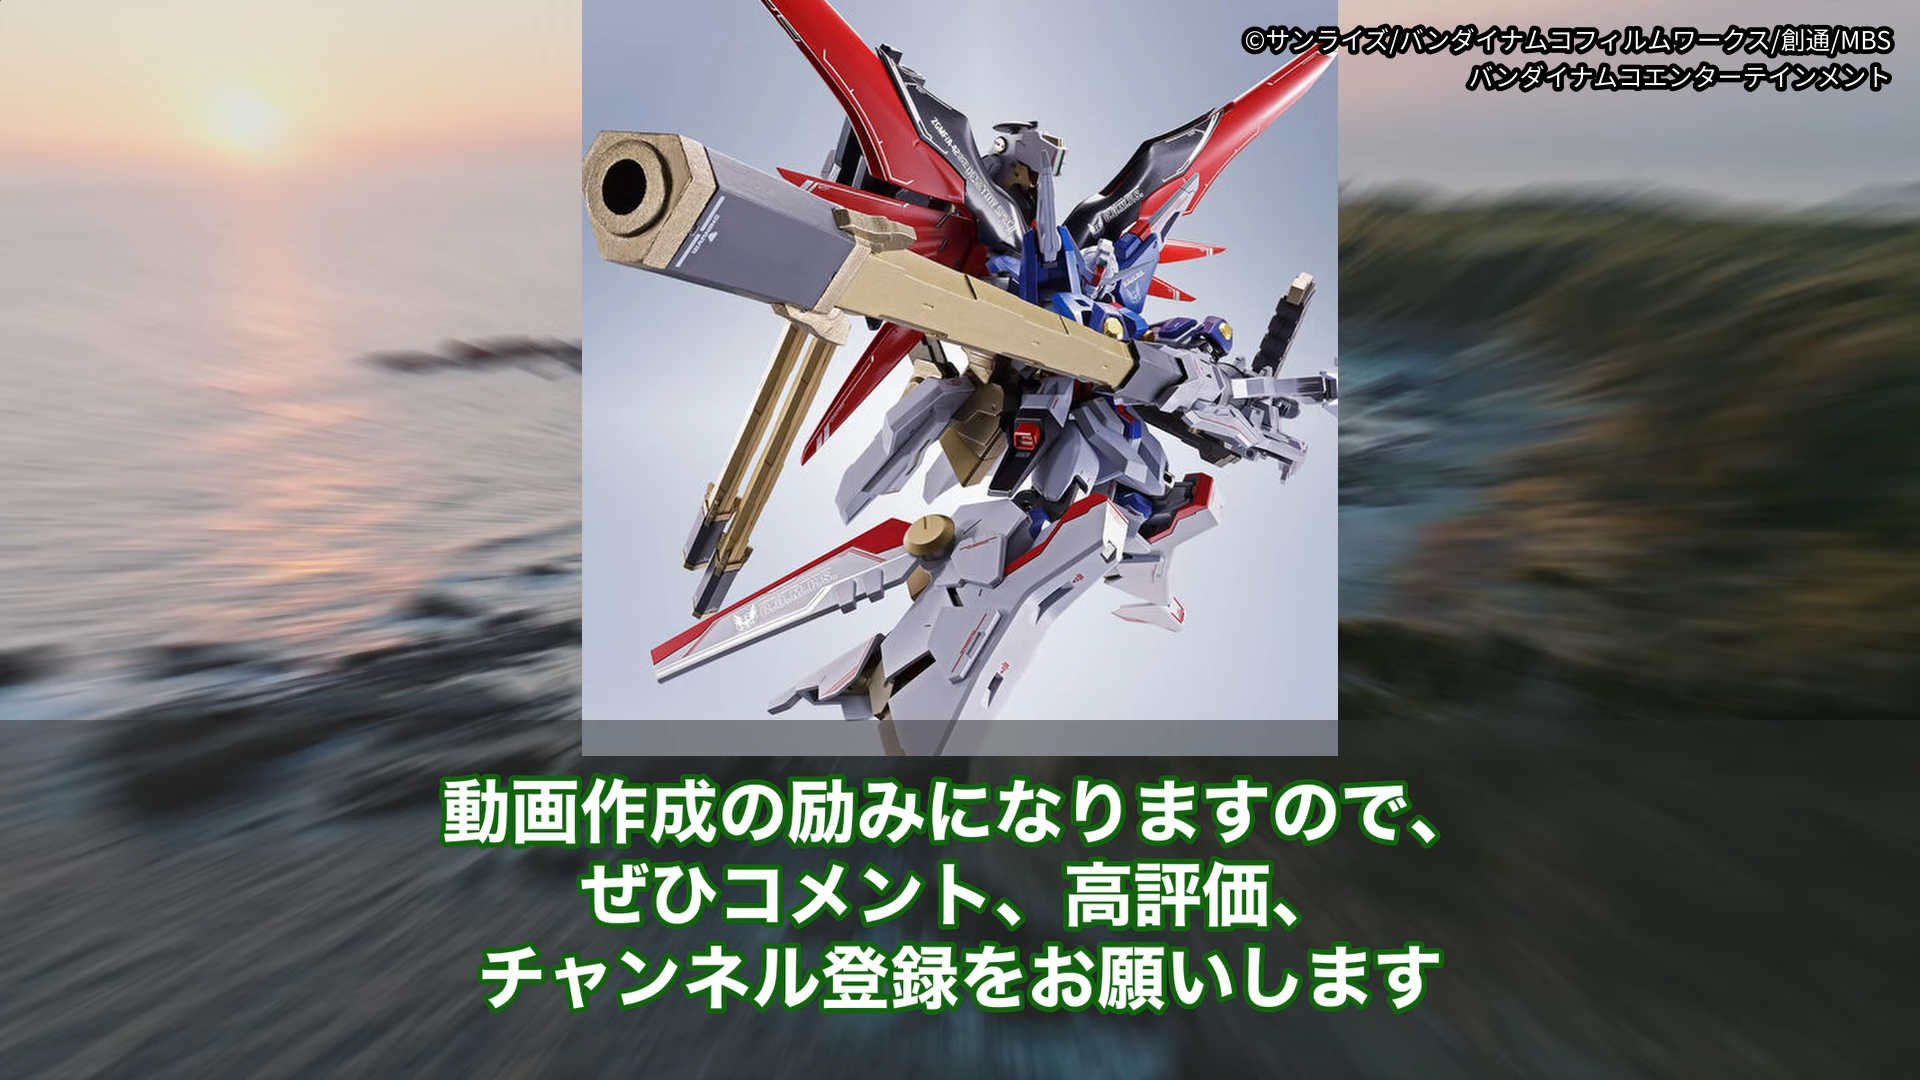 ©サンライズ/バンダイナムコフィルムワークス/創通/MBS
バンダイナムコエンターテインメント
動画作成の励みになりますので、
ぜひコメント、高評価、
チャンネル登録をお願いします